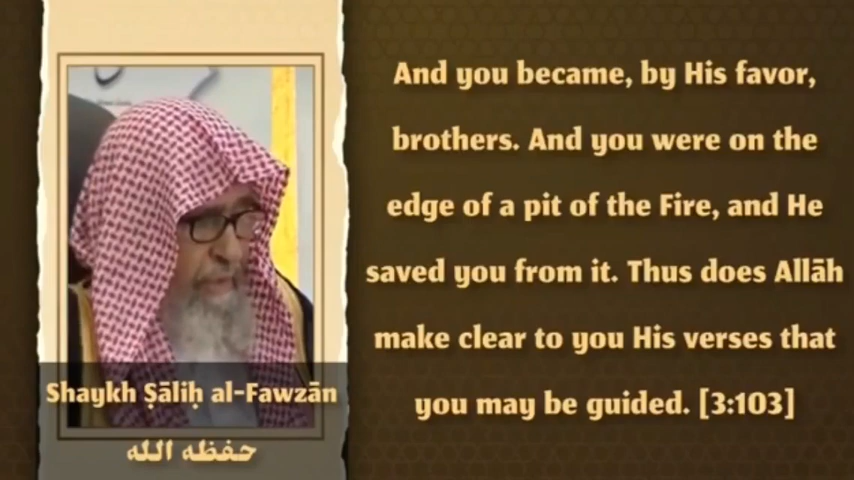 And you became, by His favor,
brothers. And you were on the
edge of a pit of the Fire, and He
saved you from it. Thus does Allāh
make clear to you His verses that
you may be guided. [3:103]
Shaykh Ṣāliḥ al-Fawzān
حفظه الله